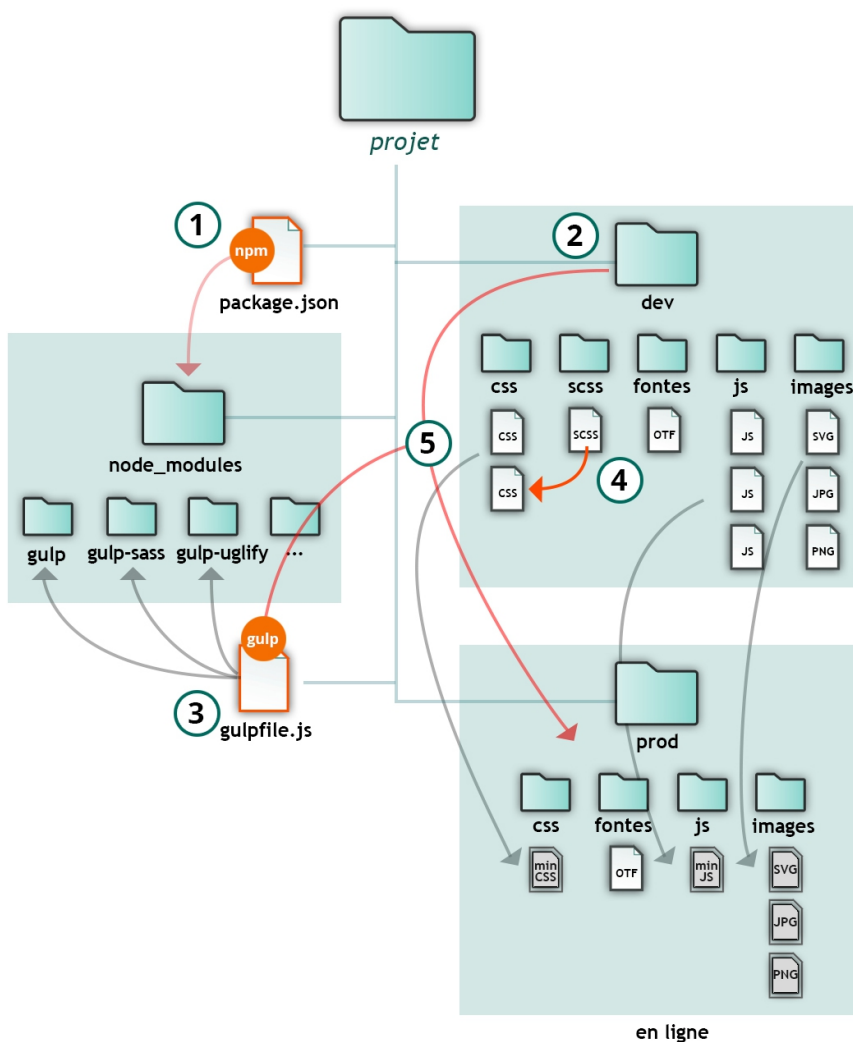 projet
1
npm
package.json
2
dev
css
scss
fontes
js
images
CSS
SCSS
OTF
JS
SVG
CSS
4
JS
JPG
JS
PNG
5
node_modules
gulp
gulp-sass
gulp-uglify
...
gulp
3
gulpfile.js
prod
css
fontes
js
images
min
CSS
OTF
min
JS
SVG
JPG
PNG
en ligne